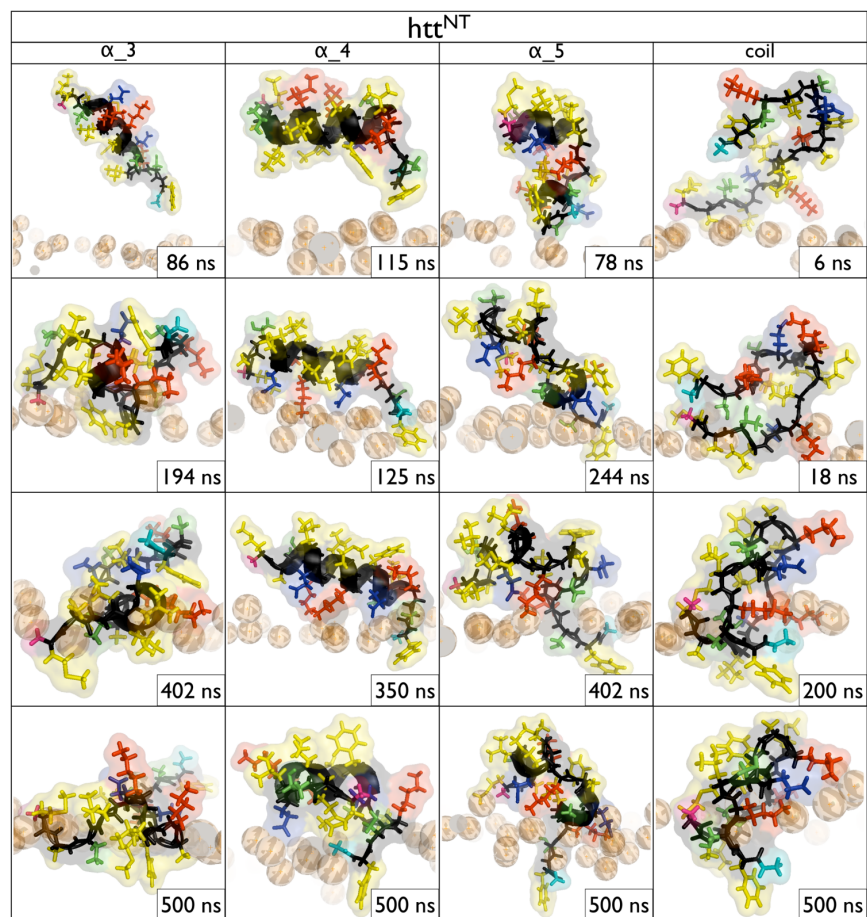 htt^NT
α_3 α_4 α_5 coil
86 ns 115 ns 78 ns 6 ns
194 ns 125 ns 244 ns 18 ns
402 ns 350 ns 402 ns 200 ns
500 ns 500 ns 500 ns 500 ns